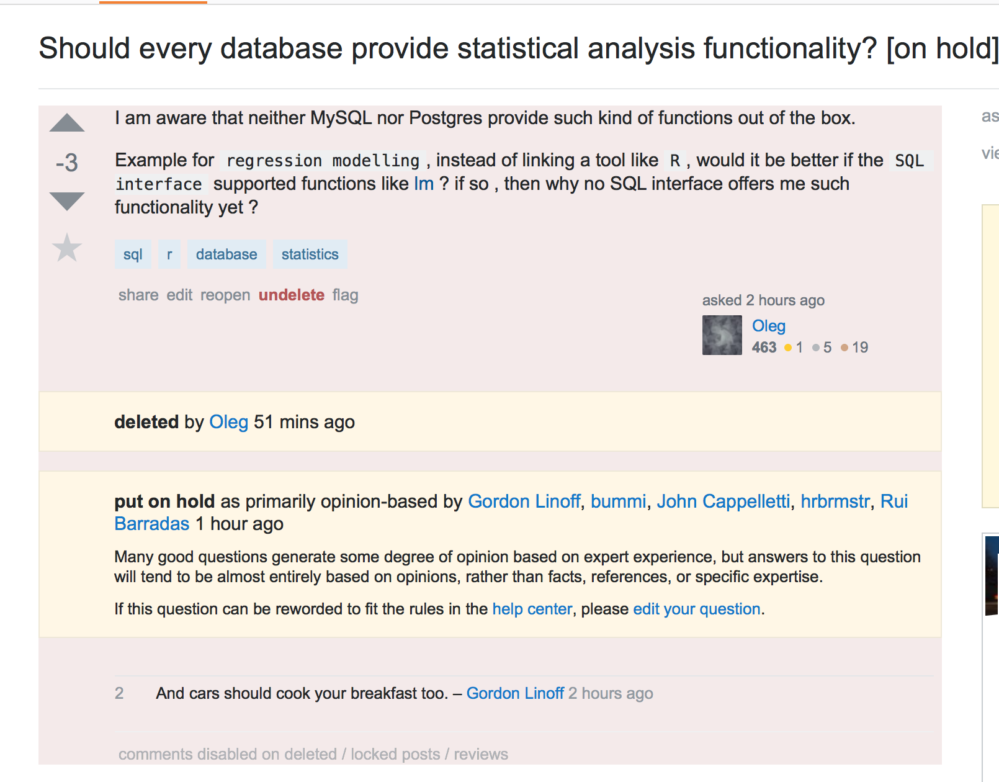 Should every database provide statistical analysis functionality? [on hold]
I am aware that neither MySQL nor Postgres provide such kind of functions out of the box.
-3
Example for regression modelling , instead of linking a tool like R , would it be better if the SQL
interface supported functions like lm ? if so , then why no SQL interface offers me such
functionality yet ?
sql r database statistics
share edit reopen undelete flag
asked 2 hours ago
Oleg
463 1 5 19
deleted by Oleg 51 mins ago
put on hold as primarily opinion-based by Gordon Linoff, bummi, John Cappelletti, hrbrmstr, Rui
Barradas 1 hour ago
Many good questions generate some degree of opinion based on expert experience, but answers to this question
will tend to be almost entirely based on opinions, rather than facts, references, or specific expertise.
If this question can be reworded to fit the rules in the help center, please edit your question.
2 And cars should cook your breakfast too. – Gordon Linoff 2 hours ago
comments disabled on deleted / locked posts / reviews